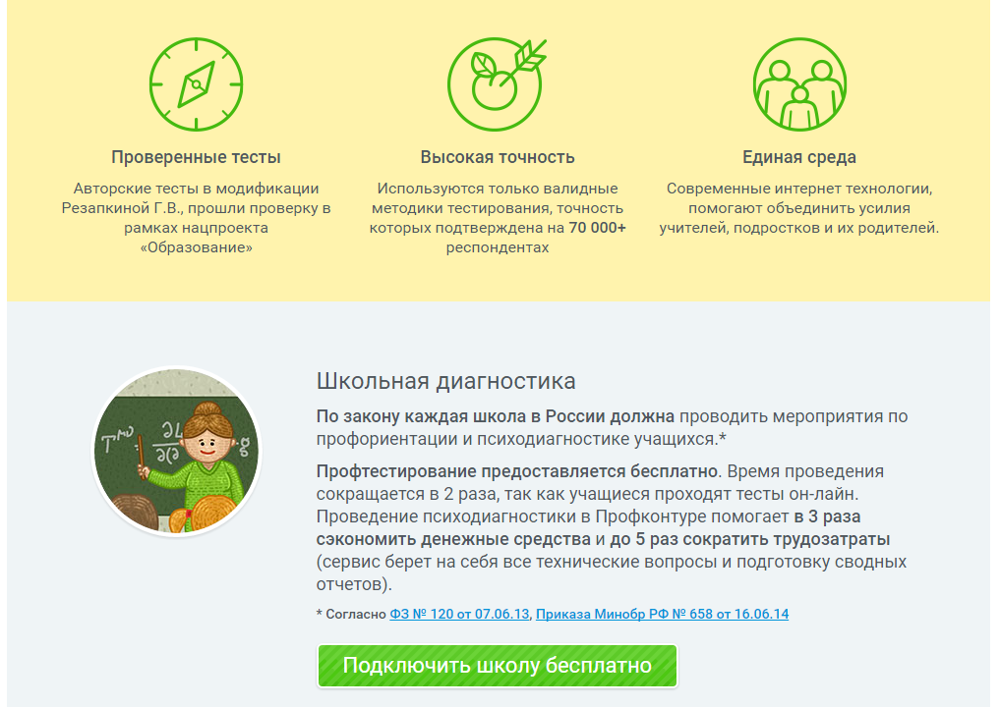 Проверенные тесты
Авторские тесты в модификации
Резапкиной Г.В., прошли проверку в
рамках нацпроекта
«Образование»
Высокая точность
Используются только валидные
методики тестирования, точность
которых подтверждена на 70 000+
респондентах
Единая среда
Современные интернет технологии,
помогают объединить усилия
учителей, подростков и их родителей.
Школьная диагностика
По закону каждая школа в России должна проводить мероприятия по
профориентации и психодиагностике учащихся.*
Профтестирование предоставляется бесплатно. Время проведения
сокращается в 2 раза, так как учащиеся проходят тесты он-лайн.
Проведение психодиагностики в Профконтуре помогает в 3 раза
сэкономить денежные средства и до 5 раз сократить трудозатраты
(сервис берет на себя все технические вопросы и подготовку сводных
отчетов).
* Согласно ФЗ № 120 от 07.06.13, Приказа Минобр РФ № 658 от 16.06.14
Подключить школу бесплатно